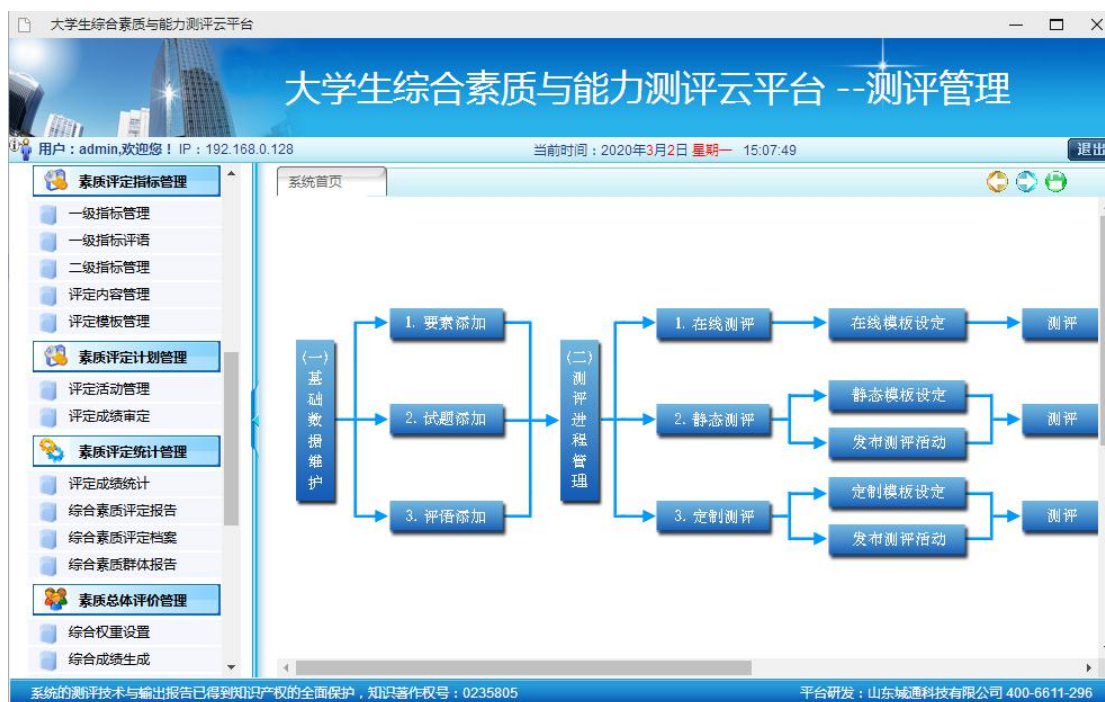 大学生综合素质与能力测评云平台
大学生综合素质与能力测评云平台 --测评管理
用户：admin,欢迎您！ IP：192.168.0.128
当前时间：2020年3月2日 星期一 15:07:49
退出
素质评定指标管理
一级指标管理
一级指标评语
二级指标管理
评定内容管理
评定模板管理
素质评定计划管理
评定活动管理
评定成绩审定
素质评定统计管理
评定成绩统计
综合素质评定报告
综合素质评定档案
综合素质群体报告
素质总体评价管理
综合权重设置
综合成绩生成
系统首页
(一)基础数据维护
1. 要素添加
2. 试题添加
3. 评语添加
(二)测评进程管理
1. 在线测评
在线模板设定
测评
2. 静态测评
静态模板设定
发布测评活动
测评
3. 定制测评
定制模板设定
发布测评活动
测评
系统的测评技术与输出报告已得到知识产权的全面保护，知识著作权号：0235805
平台研发：山东城通科技有限公司 400-6611-296